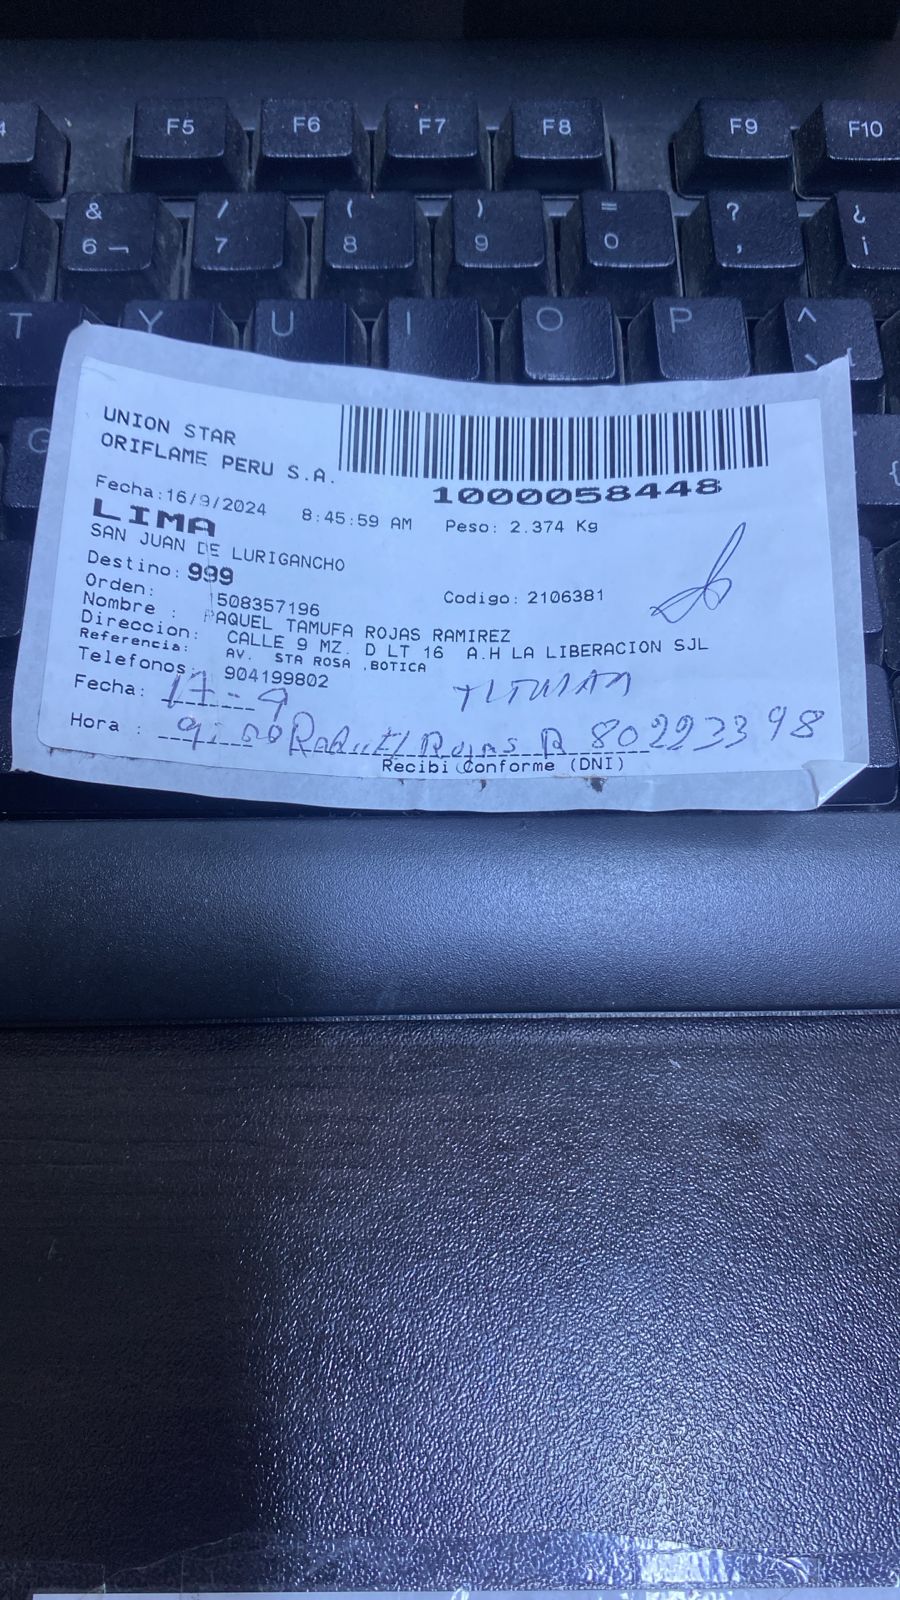 F5 F6 F7 F8 F9 F10
& 6 ¬ / 7 ( 8 ) 9 = 0 ? ' ¿ ¡
T Y U I O P ^ `
G {
UNION STAR
ORIFLAME PERU S.A.
1000058448
Fecha:16/9/2024 8:45:59 AM Peso: 2.374 Kg
LIMA
SAN JUAN DE LURIGANCHO
Destino: 999
Orden: 1508357196 Codigo: 2106381
Nombre : RAQUEL TAMUFA ROJAS RAMIREZ
Direccion: CALLE 9 MZ. D LT 16 A.H LA LIBERACION SJL
Referencia: AV. STA ROSA ,BOTICA
Telefonos: 904199802
Fecha: 17-9 TITULAR
Hora : 9:00 RaquEl Rojas R 80223398
Recibi Conforme (DNI)